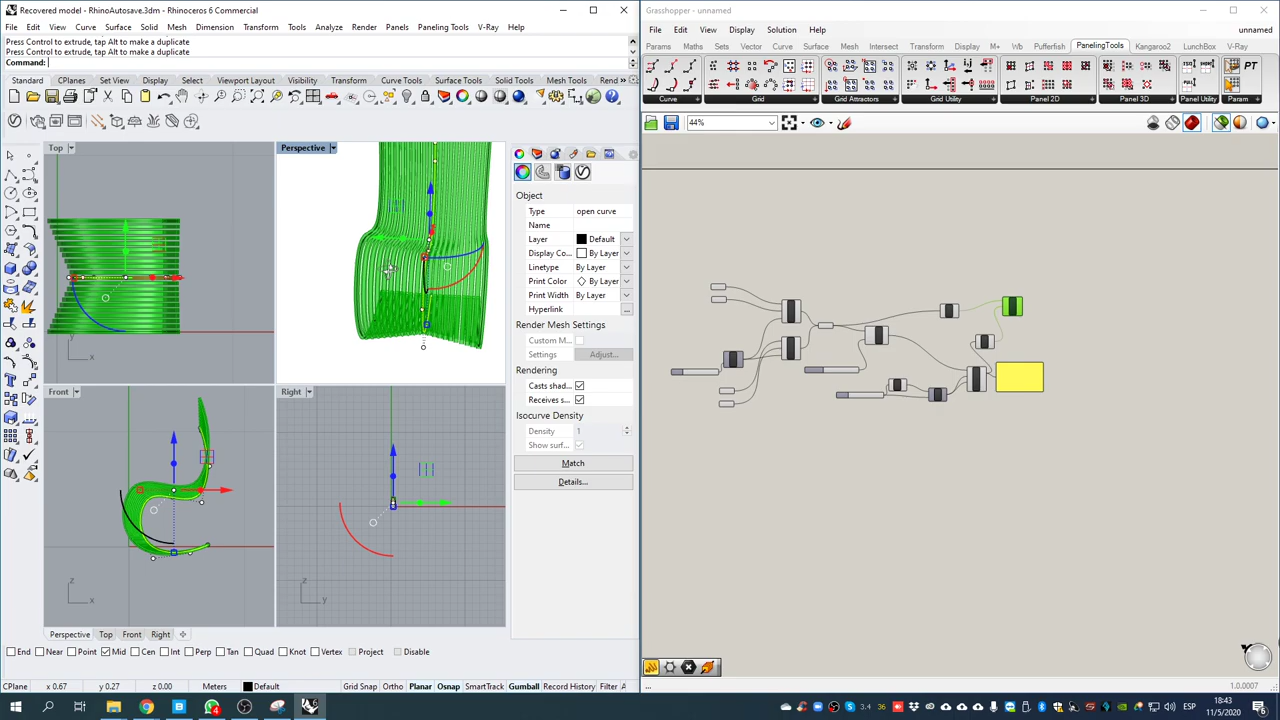 Recovered model - RhinoAutosave.3dm - Rhinoceros 6 Commercial
File Edit View Curve Surface Solid Mesh Dimension Transform Tools Analyze Render Panels Paneling Tools V-Ray Help
Press Control to extrude, tap Alt to make a duplicate
Press Control to extrude, tap Alt to make a duplicate
Command:
Standard CPlanes Set View Display Select Viewport Layout Visibility Transform Curve Tools Surface Tools Solid Tools Mesh Tools Rend
Top
Perspective
Front
Right
y
x
z
x
z
y
Object
Type open curve
Name
Layer Default
Display Co... By Layer
Linetype By Layer
Print Color By Layer
Print Width By Layer
Hyperlink ...
Render Mesh Settings
Custom M...
Settings Adjust...
Rendering
Casts shad...
Receives s...
Isocurve Density
Density 1
Show surf...
Match
Details...
Perspective Top Front Right
End Near Point Mid Cen Int Perp Tan Quad Knot Vertex Project Disable
CPlane x 0.67 y 0.27 z 0.00 Meters Default Grid Snap Ortho Planar Osnap SmartTrack Gumball Record History Filter
Grasshopper - unnamed
File Edit View Display Solution Help
unnamed
Params Maths Sets Vector Curve Surface Mesh Intersect Transform Display M+ Wb Pufferfish PanelingTools Kangaroo2 LunchBox V-Ray
PT
Curve Grid Grid Attractors Grid Utility Panel 2D Panel 3D Panel Utility Param
44%
...
1.0.0007
3.4 36
ESP
18:43
11/5/2020